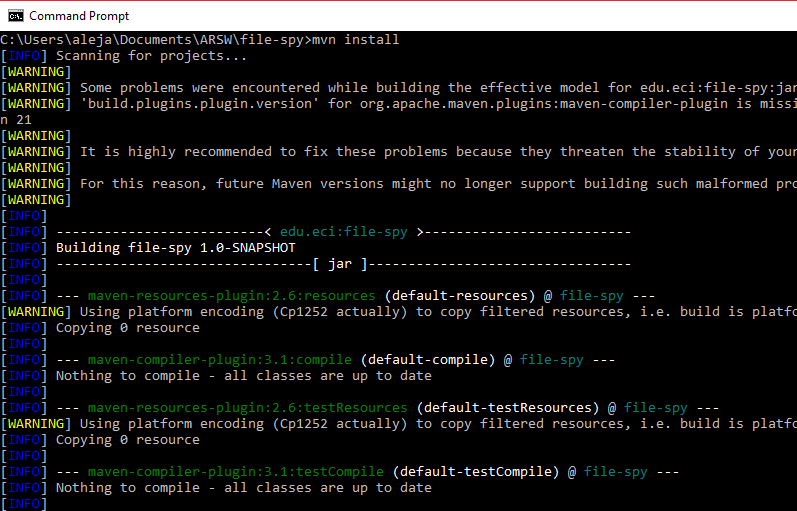 Command Prompt
C:\Users\aleja\Documents\ARSW\file-spy>mvn install
[INFO] Scanning for projects...
[WARNING]
[WARNING] Some problems were encountered while building the effective model for edu.eci:file-spy:jar
[WARNING] 'build.plugins.plugin.version' for org.apache.maven.plugins:maven-compiler-plugin is missi
n 21
[WARNING]
[WARNING] It is highly recommended to fix these problems because they threaten the stability of your
[WARNING]
[WARNING] For this reason, future Maven versions might no longer support building such malformed pro
[WARNING]
[INFO]
[INFO] --------------------------< edu.eci:file-spy >--------------------------
[INFO] Building file-spy 1.0-SNAPSHOT
[INFO] --------------------------------[ jar ]---------------------------------
[INFO]
[INFO] --- maven-resources-plugin:2.6:resources (default-resources) @ file-spy ---
[WARNING] Using platform encoding (Cp1252 actually) to copy filtered resources, i.e. build is platfo
[INFO] Copying 0 resource
[INFO]
[INFO] --- maven-compiler-plugin:3.1:compile (default-compile) @ file-spy ---
[INFO] Nothing to compile - all classes are up to date
[INFO]
[INFO] --- maven-resources-plugin:2.6:testResources (default-testResources) @ file-spy ---
[WARNING] Using platform encoding (Cp1252 actually) to copy filtered resources, i.e. build is platfo
[INFO] Copying 0 resource
[INFO]
[INFO] --- maven-compiler-plugin:3.1:testCompile (default-testCompile) @ file-spy ---
[INFO] Nothing to compile - all classes are up to date
[INFO]